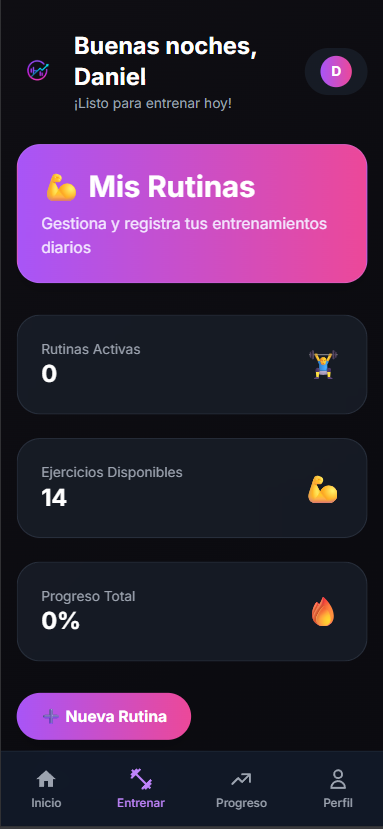 Buenas noches,
Daniel
¡Listo para entrenar hoy!
D
💪 Mis Rutinas
Gestiona y registra tus entrenamientos
diarios
Rutinas Activas
0
Ejercicios Disponibles
14
Progreso Total
0%
➕ Nueva Rutina
Inicio
Entrenar
Progreso
Perfil